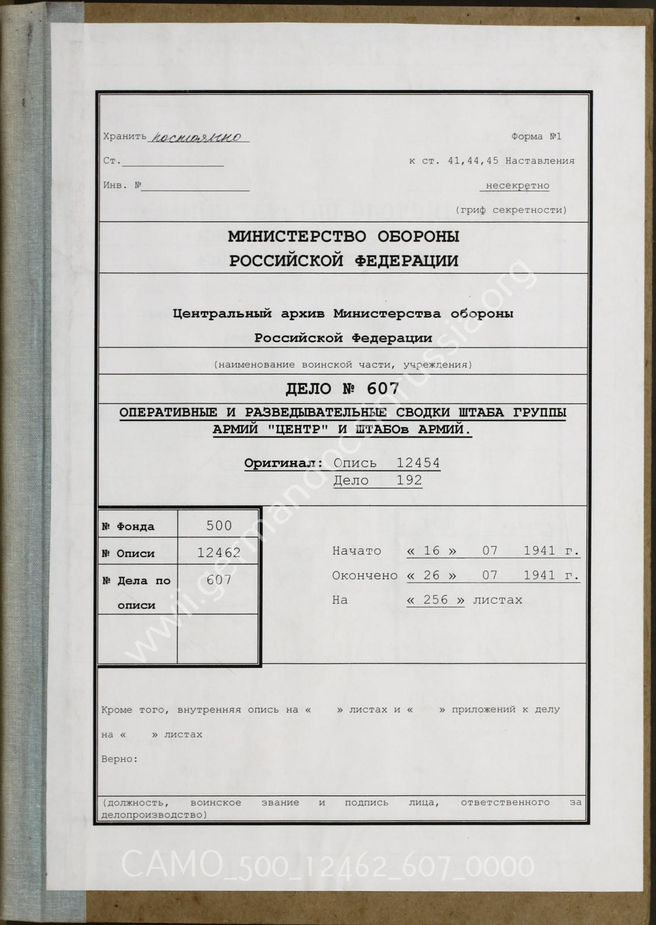 Хранить постоянно Форма №1
Ст. к ст. 41,44,45 Наставления
Инв. № несекретно
(гриф секретности)
МИНИСТЕРСТВО ОБОРОНЫ
РОССИЙСКОЙ ФЕДЕРАЦИИ
Центральный архив Министерства обороны
Российской Федерации
(наименование воинской части, учреждения)
ДЕЛО № 607
ОПЕРАТИВНЫЕ И РАЗВЕДЫВАТЕЛЬНЫЕ СВОДКИ ШТАБА ГРУППЫ
АРМИЙ "ЦЕНТР" И ШТАБОв АРМИЙ.
Оригинал: Опись 12454
Дело 192
№ Фонда 500
№ Описи 12462
№ Дела по 607
описи
Начато « 16 » 07 1941 г.
Окончено « 26 » 07 1941 г.
На « 256 » листах
Кроме того, внутренняя опись на « » листах и « » приложений к делу
на « » листах
Верно:
(должность, воинское звание и подпись лица, ответственного за
делопроизводство)
www.germandocsinrussia.org
CAMO_500_12462_607_0000